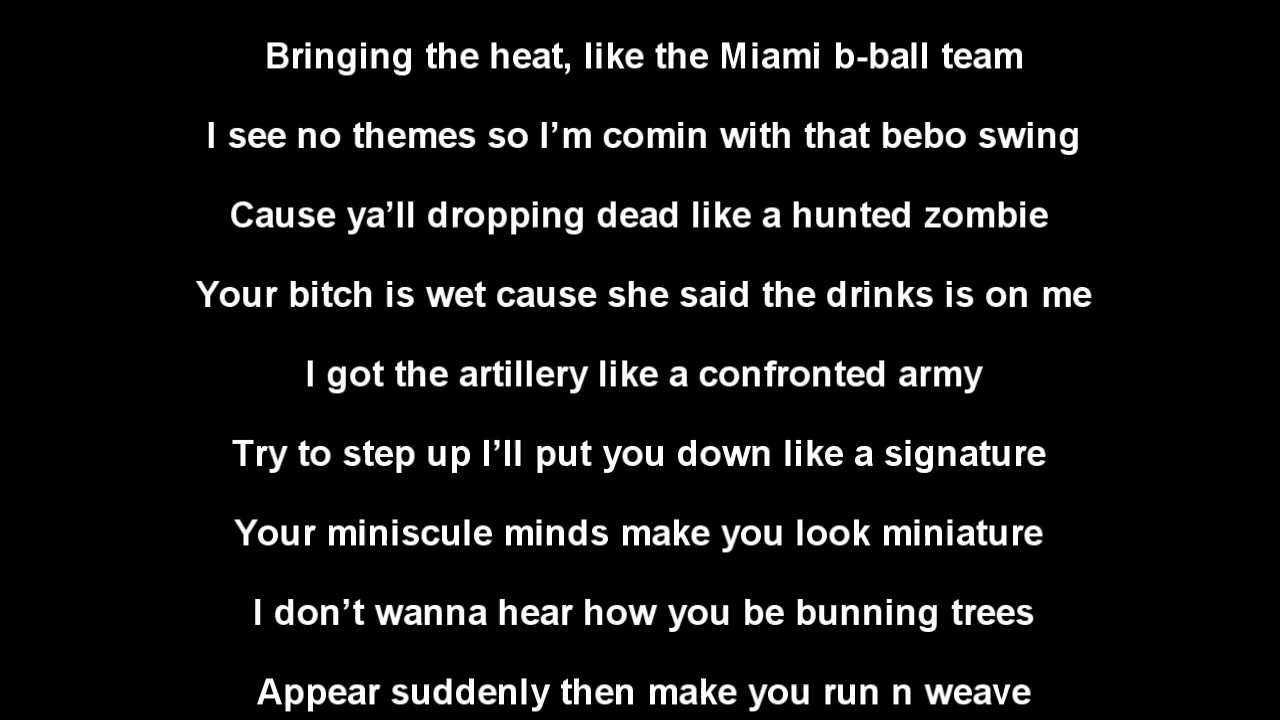 Bringing the heat, like the Miami b-ball team
I see no themes so I’m comin with that bebo swing
Cause ya’ll dropping dead like a hunted zombie
Your bitch is wet cause she said the drinks is on me
I got the artillery like a confronted army
Try to step up I’ll put you down like a signature
Your miniscule minds make you look miniature
I don’t wanna hear how you be bunning trees
Appear suddenly then make you run n weave